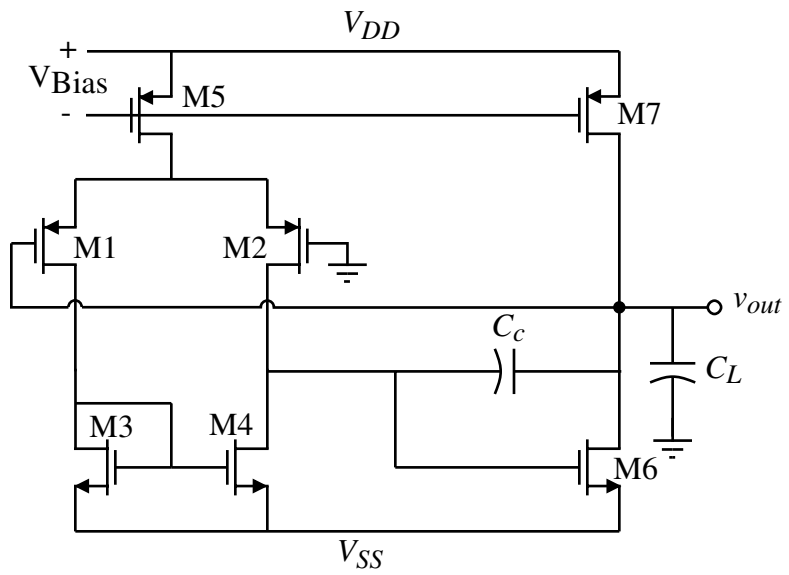 V_DD
+
V_Bias
-
M5
M7
M1
M2
v_out
C_c
C_L
M3
M4
M6
V_SS